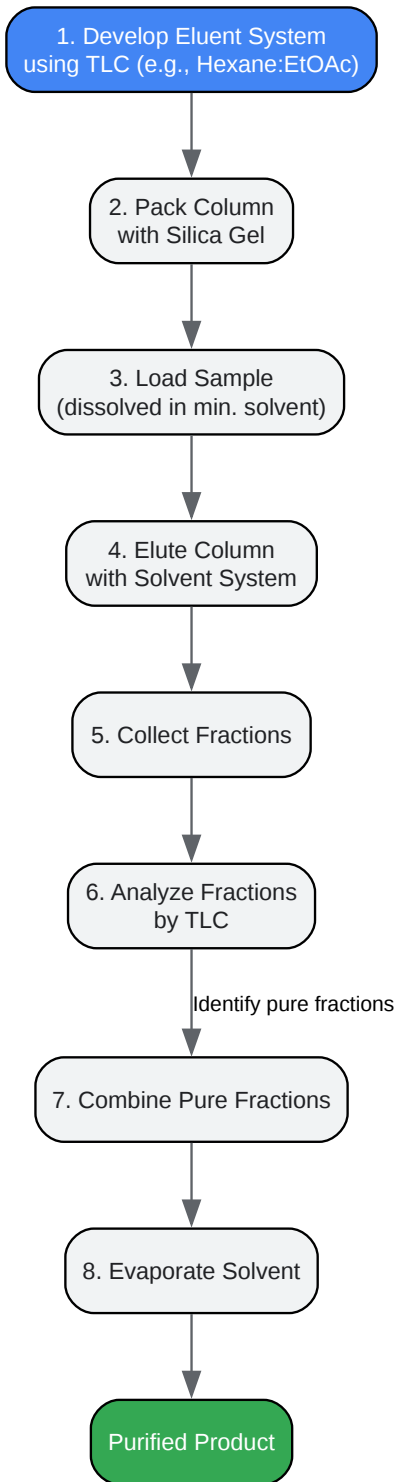 1. Develop Eluent System
using TLC (e.g., Hexane:EtOAc)
2. Pack Column
with Silica Gel
3. Load Sample
(dissolved in min. solvent)
4. Elute Column
with Solvent System
5. Collect Fractions
6. Analyze Fractions
by TLC
Identify pure fractions
7. Combine Pure Fractions
8. Evaporate Solvent
Purified Product